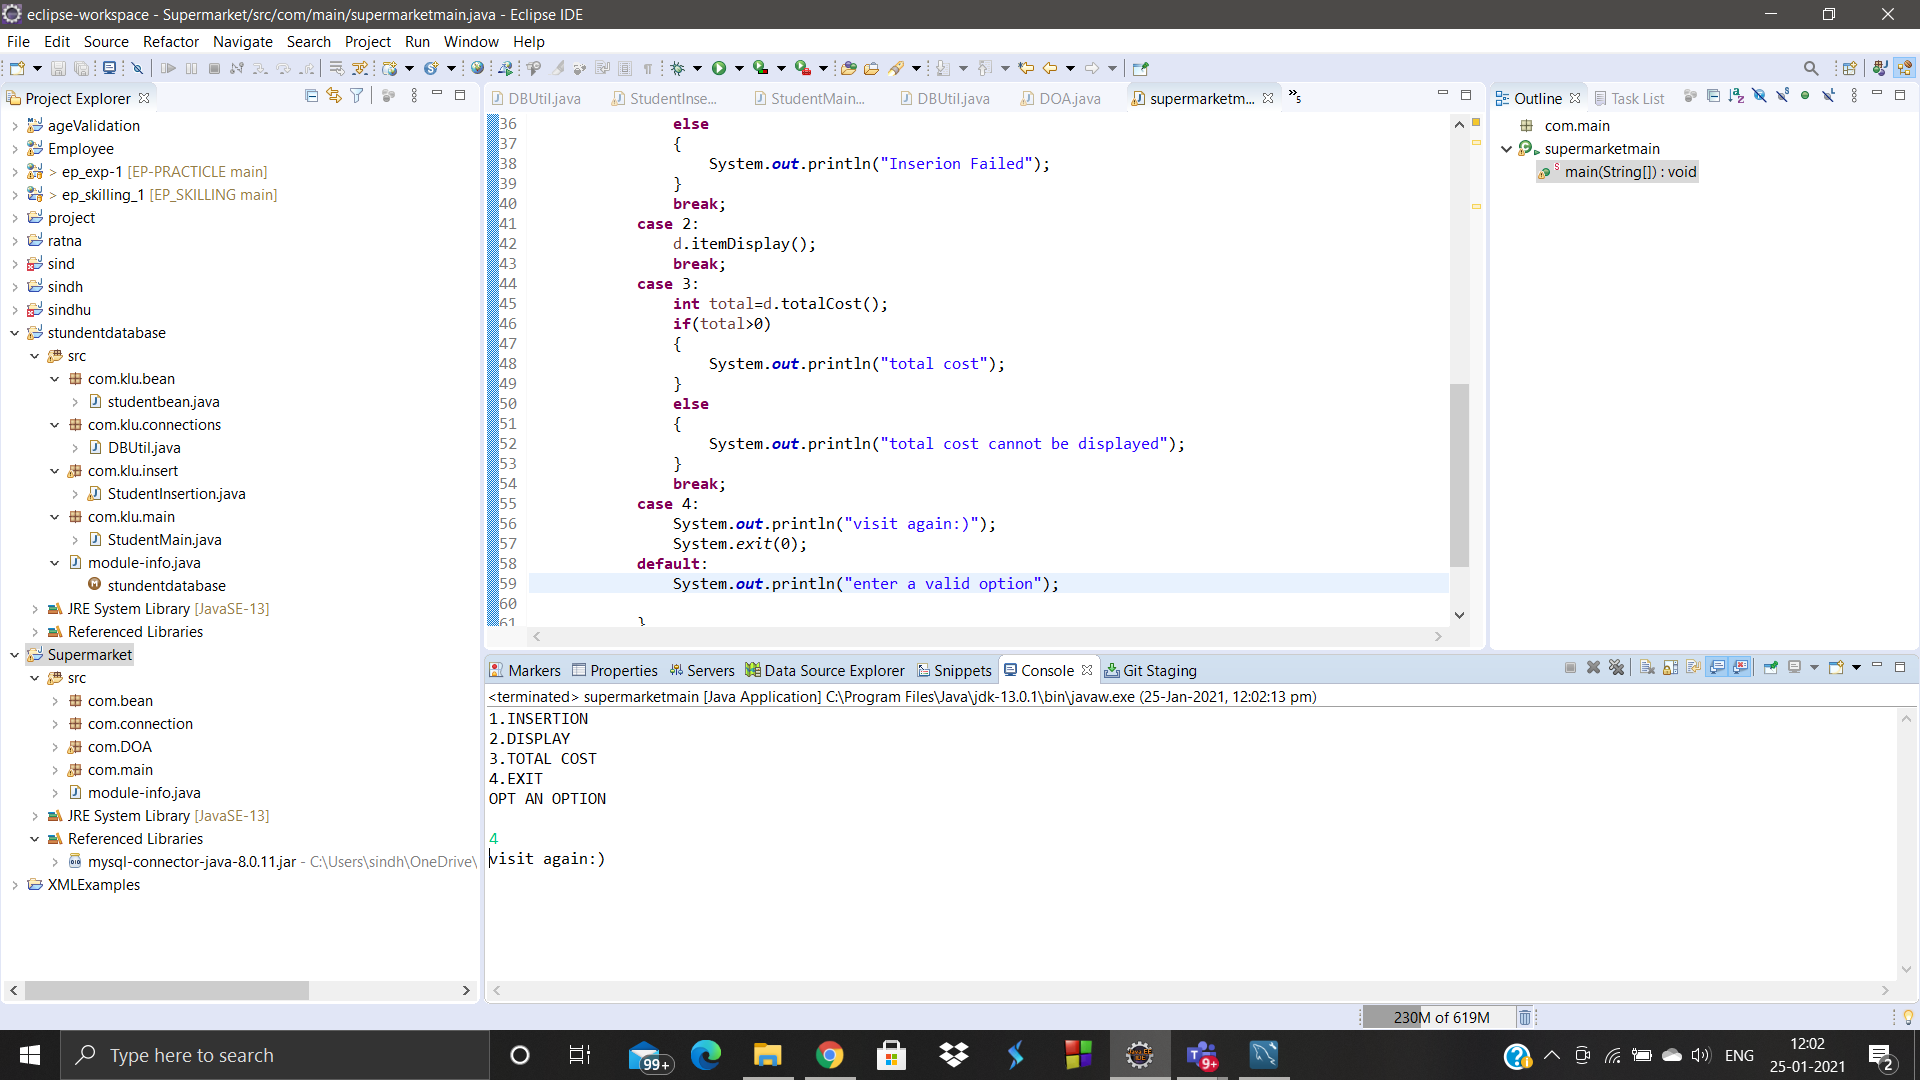 eclipse-workspace - Supermarket/src/com/main/supermarketmain.java - Eclipse IDE
File Edit Source Refactor Navigate Search Project Run Window Help
Project Explorer
ageValidation
Employee
> ep_exp-1 [EP-PRACTICLE main]
> ep_skilling_1 [EP_SKILLING main]
project
ratna
sind
sindh
sindhu
stundentdatabase
src
com.klu.bean
studentbean.java
com.klu.connections
DBUtil.java
com.klu.insert
StudentInsertion.java
com.klu.main
StudentMain.java
module-info.java
stundentdatabase
JRE System Library [JavaSE-13]
Referenced Libraries
Supermarket
src
com.bean
com.connection
com.DOA
com.main
module-info.java
JRE System Library [JavaSE-13]
Referenced Libraries
mysql-connector-java-8.0.11.jar - C:\Users\sindh\OneDrive\
XMLExamples
DBUtil.java StudentInse... StudentMain... DBUtil.java DOA.java supermarketm... »5
36 else
37 {
38 System.out.println("Inserion Failed");
39 }
40 break;
41 case 2:
42 d.itemDisplay();
43 break;
44 case 3:
45 int total=d.totalCost();
46 if(total>0)
47 {
48 System.out.println("total cost");
49 }
50 else
51 {
52 System.out.println("total cost cannot be displayed");
53 }
54 break;
55 case 4:
56 System.out.println("visit again:)");
57 System.exit(0);
58 default:
59 System.out.println("enter a valid option");
60
61 }
Outline Task List
com.main
supermarketmain
main(String[]) : void
Markers Properties Servers Data Source Explorer Snippets Console Git Staging
<terminated> supermarketmain [Java Application] C:\Program Files\Java\jdk-13.0.1\bin\javaw.exe (25-Jan-2021, 12:02:13 pm)
1.INSERTION
2.DISPLAY
3.TOTAL COST
4.EXIT
OPT AN OPTION
4
visit again:)
230M of 619M
Type here to search
99+
9+
ENG
12:02
25-01-2021
2